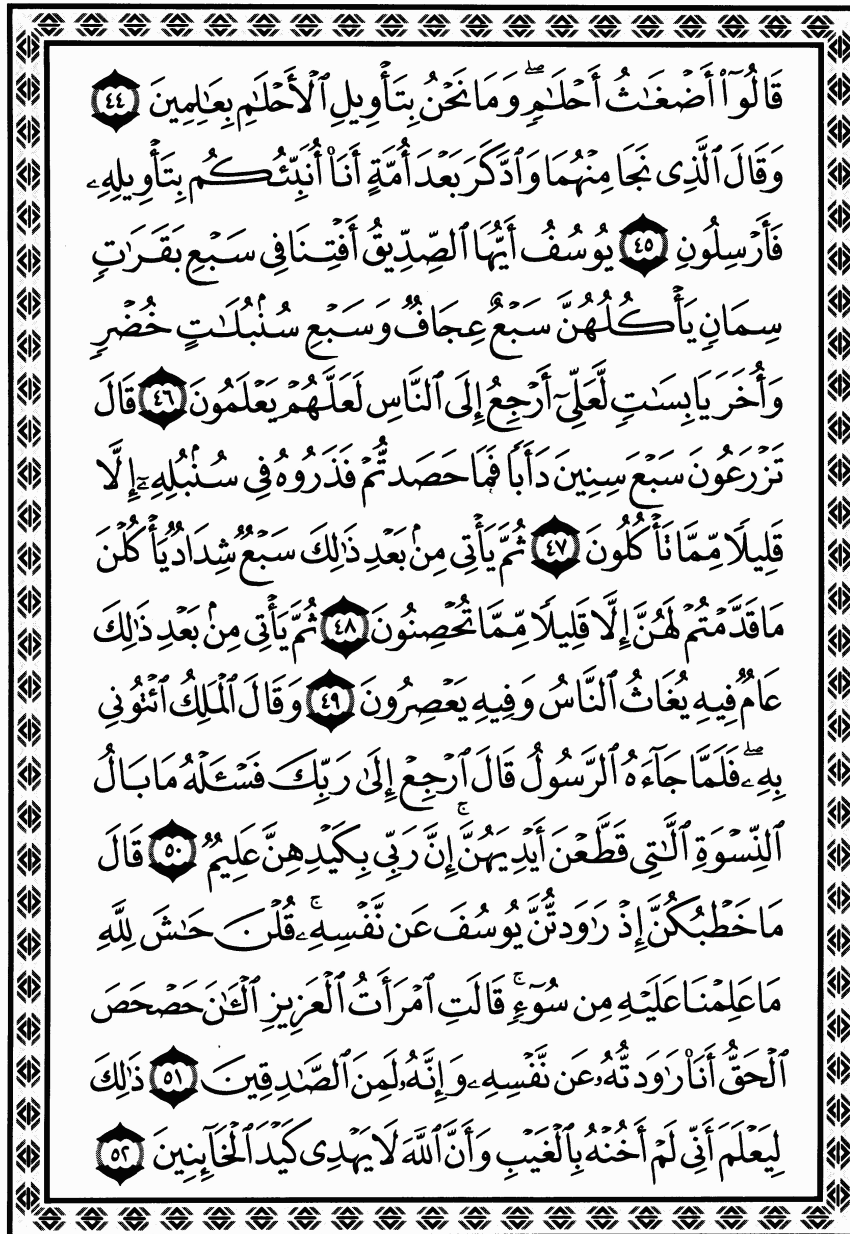 قَالُوٓا۟ أَضْغَٰثُ أَحْلَٰمٍۢ ۖ وَمَا نَحْنُ بِتَأْوِيلِ ٱلْأَحْلَٰمِ بِعَٰلِمِينَ ٤٤
وَقَالَ ٱلَّذِى نَجَا مِنْهُمَا وَٱدَّكَرَ بَعْدَ أُمَّةٍ أَنَا۠ أُنَبِّئُكُم بِتَأْوِيلِهِۦ
فَأَرْسِلُونِ ٤٥ يُوسُفُ أَيُّهَا ٱلصِّدِّيقُ أَفْتِنَا فِى سَبْعِ بَقَرَٰتٍۢ
سِمَانٍۢ يَأْكُلُهُنَّ سَبْعٌ عِجَافٌۭ وَسَبْعِ سُنۢبُلَٰتٍ خُضْرٍۢ
وَأُخَرَ يَابِسَٰتٍۢ لَّعَلِّىٓ أَرْجِعُ إِلَى ٱلنَّاسِ لَعَلَّهُمْ يَعْلَمُونَ ٤٦ قَالَ
تَزْرَعُونَ سَبْعَ سِنِينَ دَأَبًۭا فَمَا حَصَدتُّمْ فَذَرُوهُ فِى سُنۢبُلِهِۦٓ إِلَّا
قَلِيلًۭا مِّمَّا تَأْكُلُونَ ٤٧ ثُمَّ يَأْتِى مِنۢ بَعْدِ ذَٰلِكَ سَبْعٌۭ شِدَادٌۭ يَأْكُلْنَ
مَا قَدَّمْتُمْ لَهُنَّ إِلَّا قَلِيلًۭا مِّمَّا تُحْصِنُونَ ٤٨ ثُمَّ يَأْتِى مِنۢ بَعْدِ ذَٰلِكَ
عَامٌۭ فِيهِ يُغَاثُ ٱلنَّاسُ وَفِيهِ يَعْصِرُونَ ٤٩ وَقَالَ ٱلْمَلِكُ ٱئْتُونِى
بِهِۦ ۖ فَلَمَّا جَآءَهُ ٱلرَّسُولُ قَالَ ٱرْجِعْ إِلَىٰ رَبِّكَ فَسْـَٔلْهُ مَا بَالُ
ٱلنِّسْوَةِ ٱلَّٰتِى قَطَّعْنَ أَيْدِيَهُنَّ ۚ إِنَّ رَبِّى بِكَيْدِهِنَّ عَلِيمٌۭ ٥٠ قَالَ
مَا خَطْبُكُنَّ إِذْ رَٰوَدتُّنَّ يُوسُفَ عَن نَّفْسِهِۦ ۚ قُلْنَ حَٰشَ لِلَّهِ
مَا عَلِمْنَا عَلَيْهِ مِن سُوٓءٍۢ ۚ قَالَتِ ٱمْرَأَتُ ٱلْعَزِيزِ ٱلْـَٰٔنَ حَصْحَصَ
ٱلْحَقُّ أَنَا۠ رَٰوَدتُّهُۥ عَن نَّفْسِهِۦ وَإِنَّهُۥ لَمِنَ ٱلصَّٰدِقِينَ ٥١ ذَٰلِكَ
لِيَعْلَمَ أَنِّى لَمْ أَخُنْهُ بِٱلْغَيْبِ وَأَنَّ ٱللَّهَ لَا يَهْدِى كَيْدَ ٱلْخَآئِنِينَ ٥٢